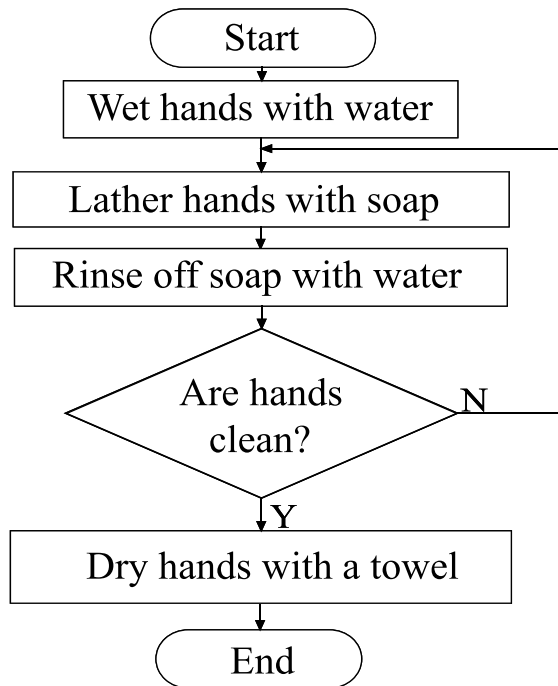 Start
Wet hands with water
Lather hands with soap
Rinse off soap with water
Are hands
clean?
N
Y
Dry hands with a towel
End